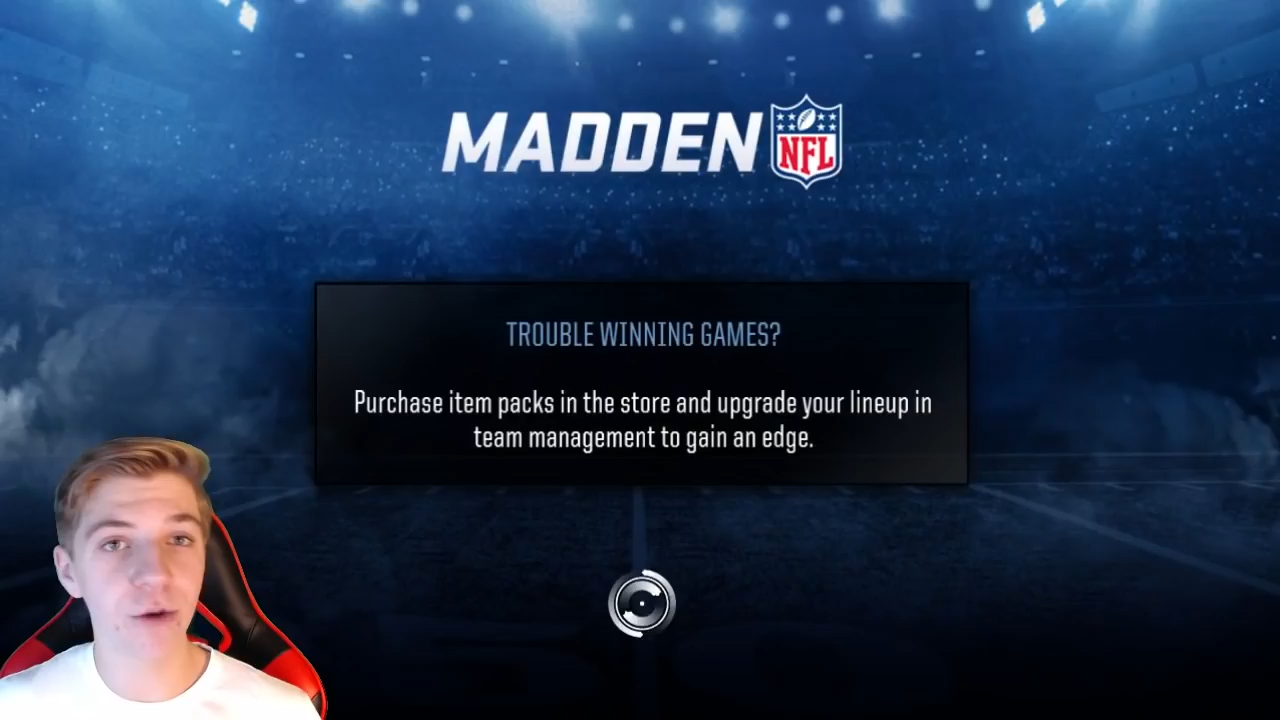 MADDEN NFL
TROUBLE WINNING GAMES?
Purchase item packs in the store and upgrade your lineup in
team management to gain an edge.